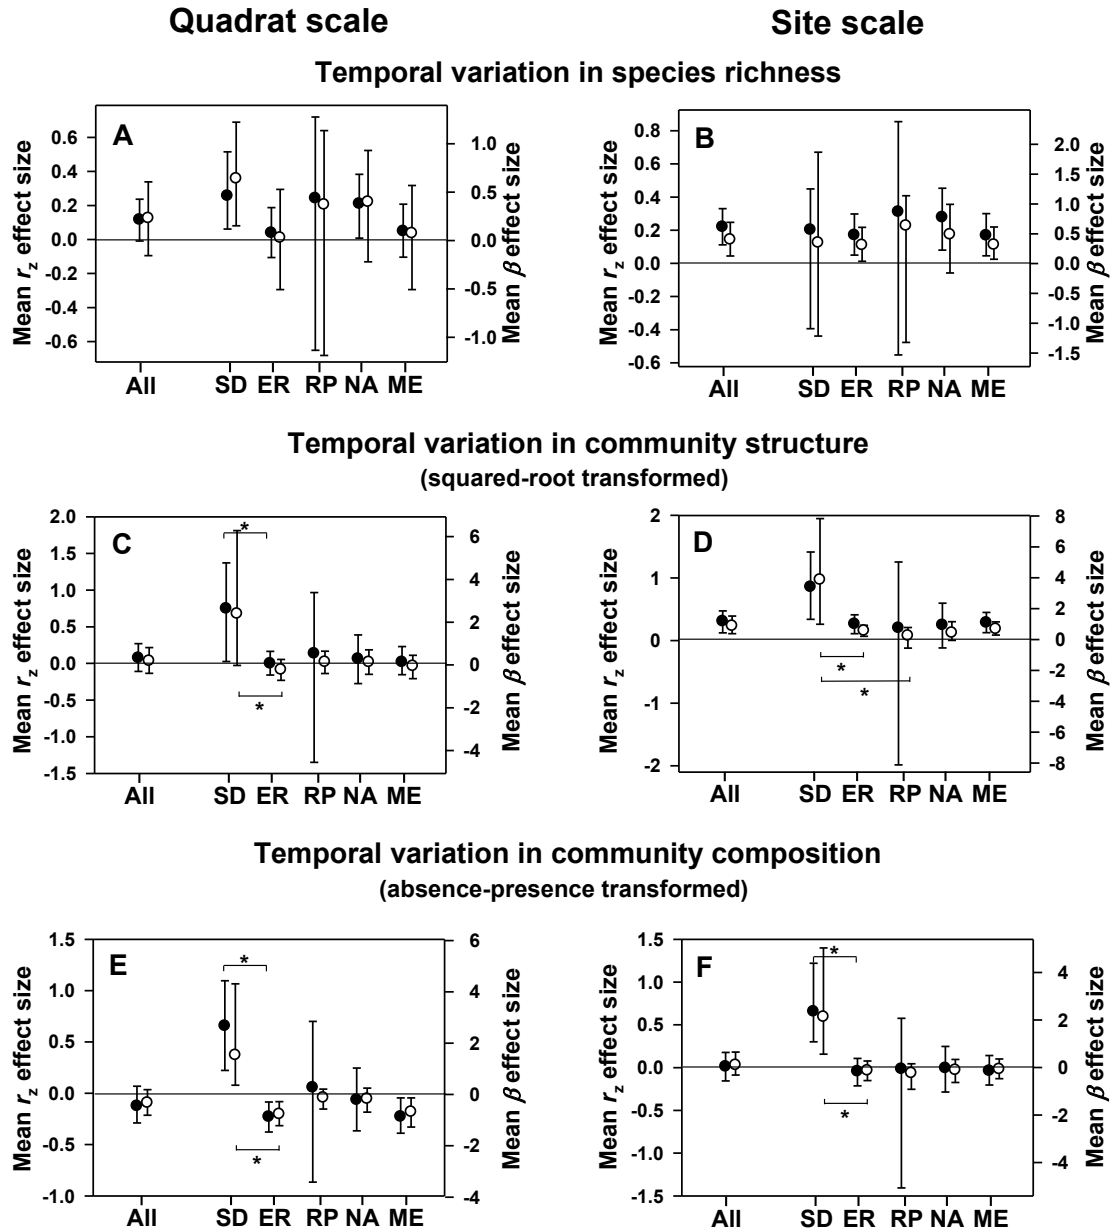 Quadrat scale
Site scale
Temporal variation in species richness
A
Mean rz effect size
0.6
0.4
0.2
0.0
-0.2
-0.4
-0.6
1.0
0.5
0.0
-0.5
-1.0
Mean β effect size
All SD ER RP NA ME
B
Mean rz effect size
0.8
0.6
0.4
0.2
0.0
-0.2
-0.4
-0.6
2.0
1.5
1.0
0.5
0.0
-0.5
-1.0
-1.5
Mean β effect size
All SD ER RP NA ME
Temporal variation in community structure
(squared-root transformed)
C
Mean rz effect size
2.0
1.5
1.0
0.5
0.0
-0.5
-1.0
-1.5
6
4
2
0
-2
-4
Mean β effect size
*
*
All SD ER RP NA ME
D
Mean rz effect size
2
1
0
-1
-2
8
6
4
2
0
-2
-4
-6
-8
Mean β effect size
*
*
All SD ER RP NA ME
Temporal variation in community composition
(absence-presence transformed)
E
Mean rz effect size
1.5
1.0
0.5
0.0
-0.5
-1.0
6
4
2
0
-2
-4
Mean β effect size
*
*
All SD ER RP NA ME
F
Mean rz effect size
1.5
1.0
0.5
0.0
-0.5
-1.0
-1.5
4
2
0
-2
-4
Mean β effect size
*
*
All SD ER RP NA ME